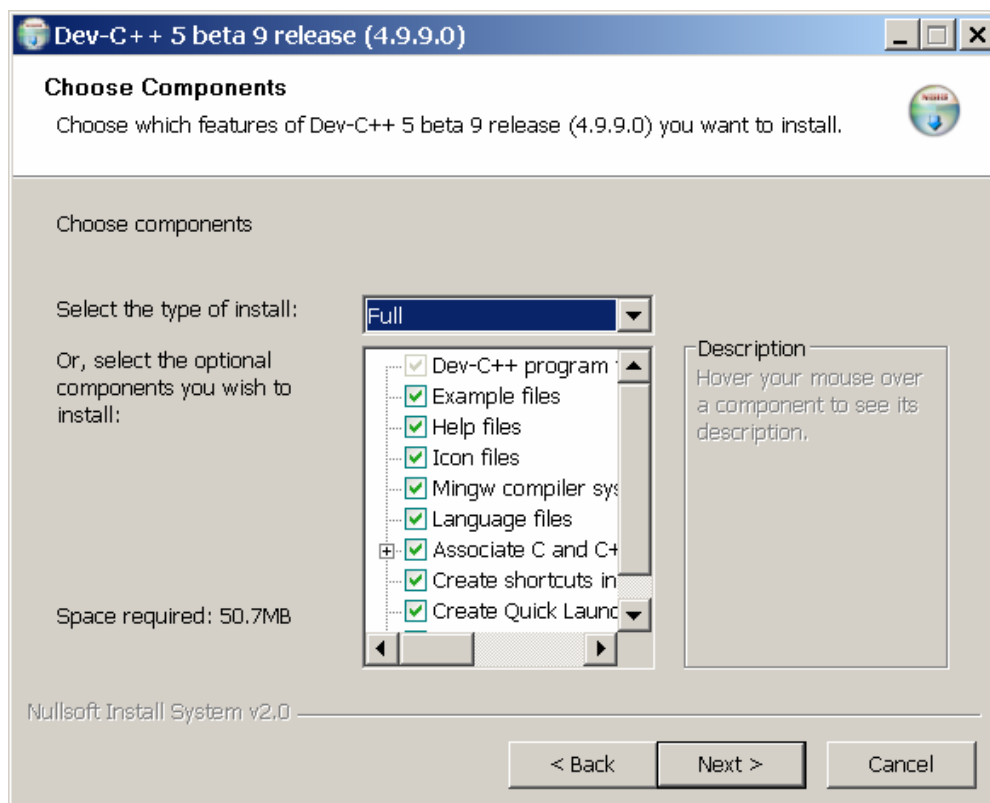 Dev-C++ 5 beta 9 release (4.9.9.0)
Choose Components
Choose which features of Dev-C++ 5 beta 9 release (4.9.9.0) you want to install.
Choose components
Select the type of install:
Full
Or, select the optional
components you wish to
install:
Dev-C++ program
Example files
Help files
Icon files
Mingw compiler sys
Language files
Associate C and C+
Create shortcuts in
Create Quick Launc
Description
Hover your mouse over
a component to see its
description.
Space required: 50.7MB
Nullsoft Install System v2.0
< Back
Next >
Cancel